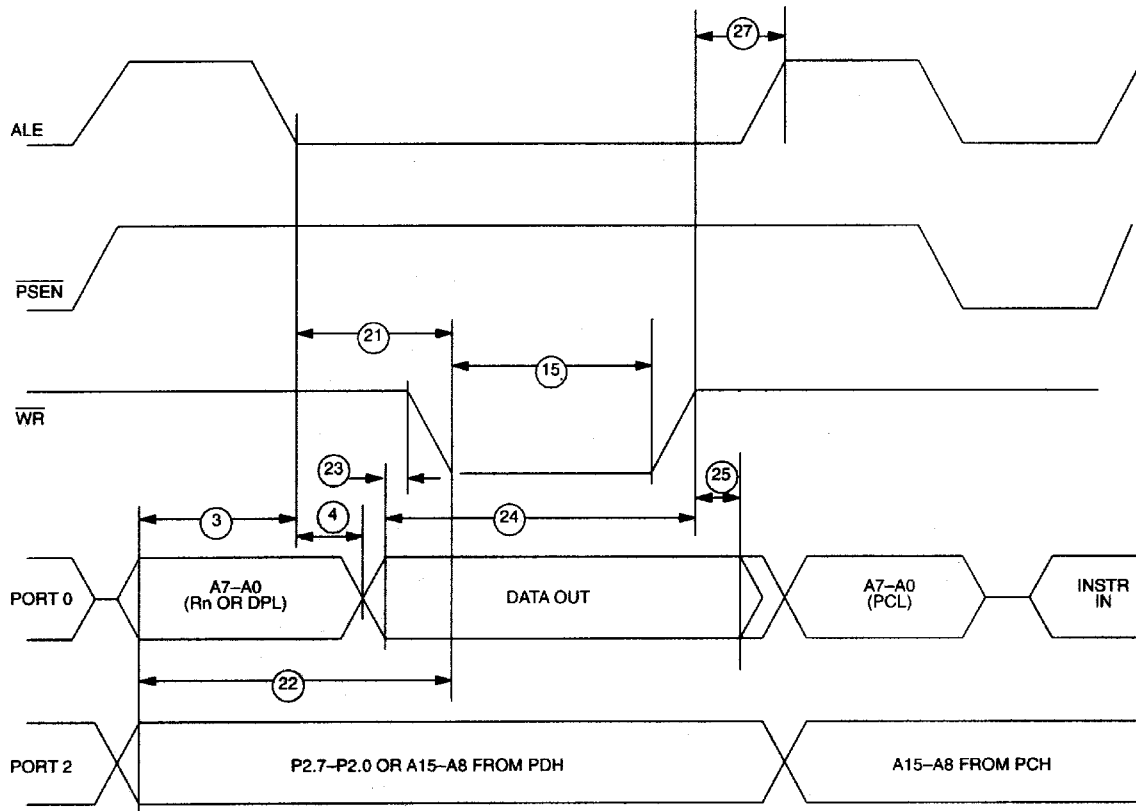 27
ALE
PSEN
21
15
WR
23
25
3
4
24
PORT 0
A7–A0
(Rn OR DPL)
DATA OUT
A7–A0
(PCL)
INSTR
IN
22
PORT 2
P2.7–P2.0 OR A15–A8 FROM PDH
A15–A8 FROM PCH